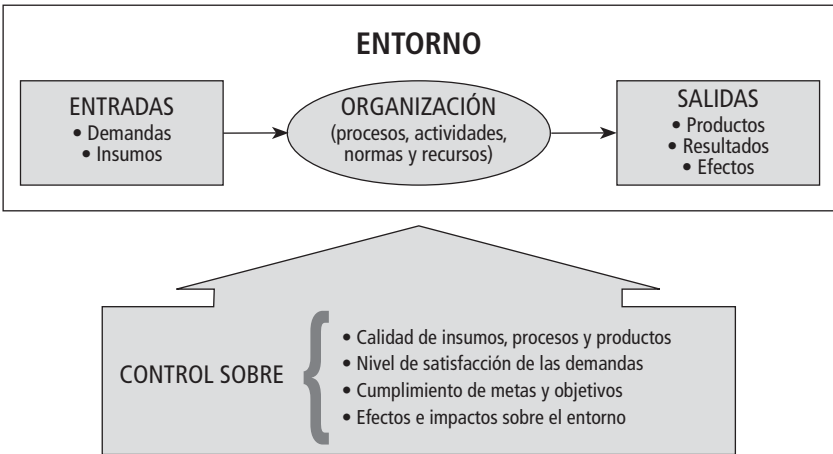 ENTORNO
ENTRADAS
• Demandas
• Insumos
ORGANIZACIÓN
(procesos, actividades,
normas y recursos)
SALIDAS
• Productos
• Resultados
• Efectos
CONTROL SOBRE
• Calidad de insumos, procesos y productos
• Nivel de satisfacción de las demandas
• Cumplimiento de metas y objetivos
• Efectos e impactos sobre el entorno